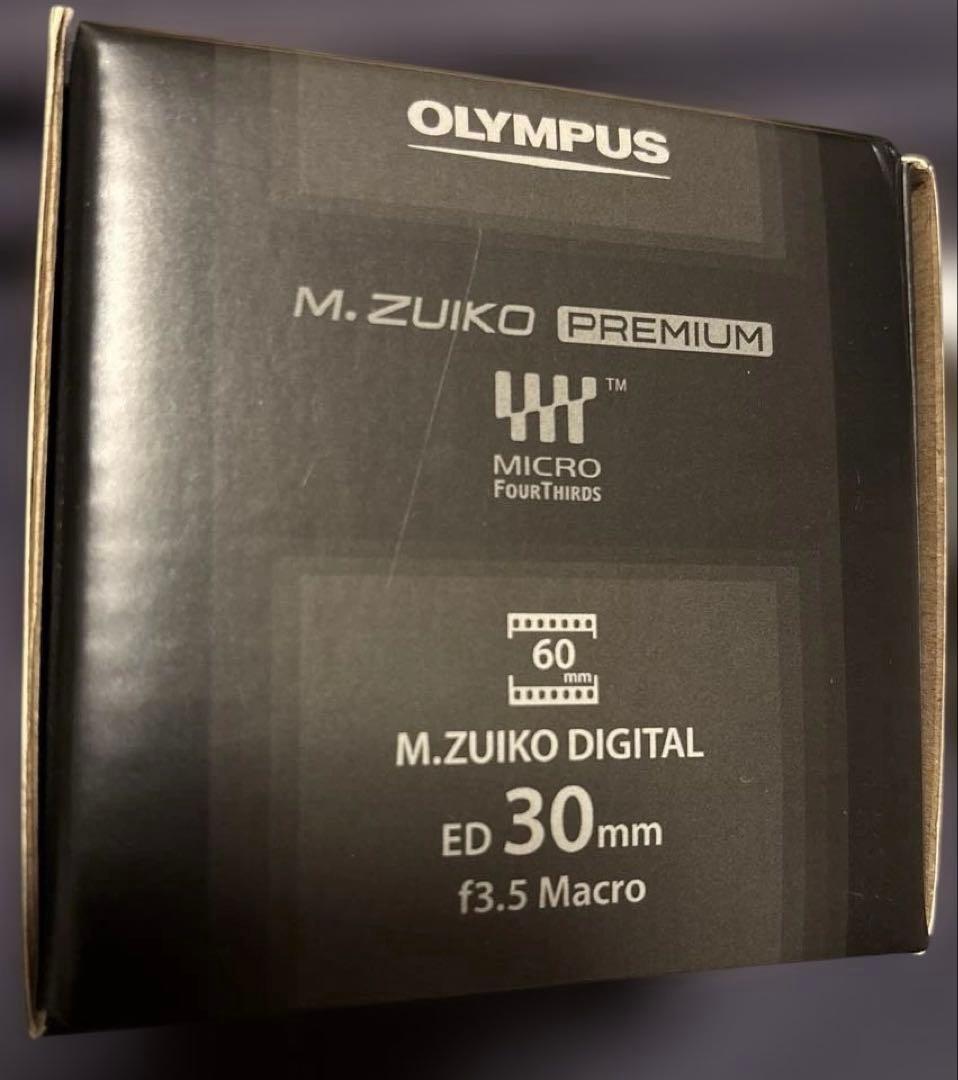 OLYMPUS
M.ZUIKO PREMIUM
TM
MICRO
FOURTHIRDS
60
mm
M.ZUIKO DIGITAL
ED 30mm
f3.5 Macro